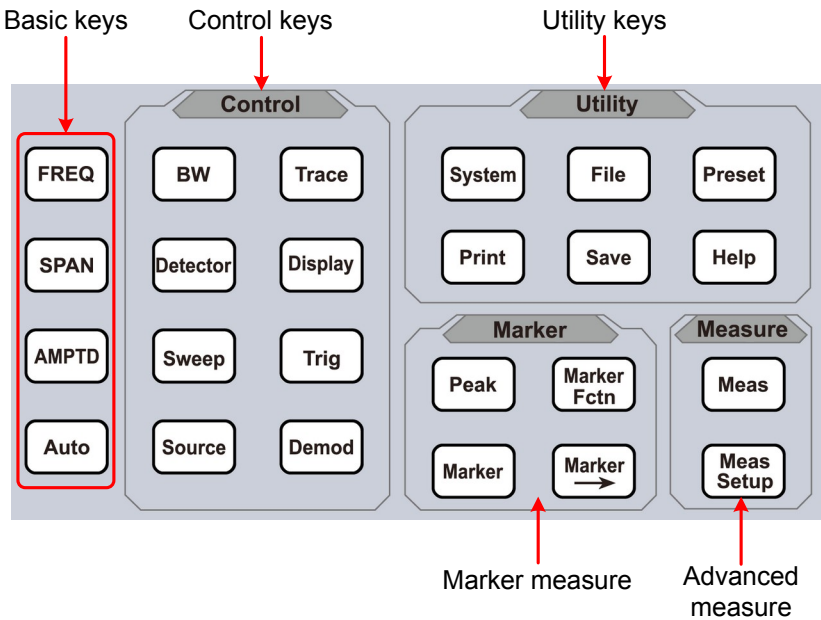 Basic keys
Control keys
Utility keys
Control
Utility
FREQ
BW
Trace
System
File
Preset
SPAN
Detector
Display
Print
Save
Help
Marker
Measure
AMPTD
Sweep
Trig
Peak
Marker
Fctn
Meas
Auto
Source
Demod
Marker
Marker
Meas
Setup
Marker measure
Advanced
measure